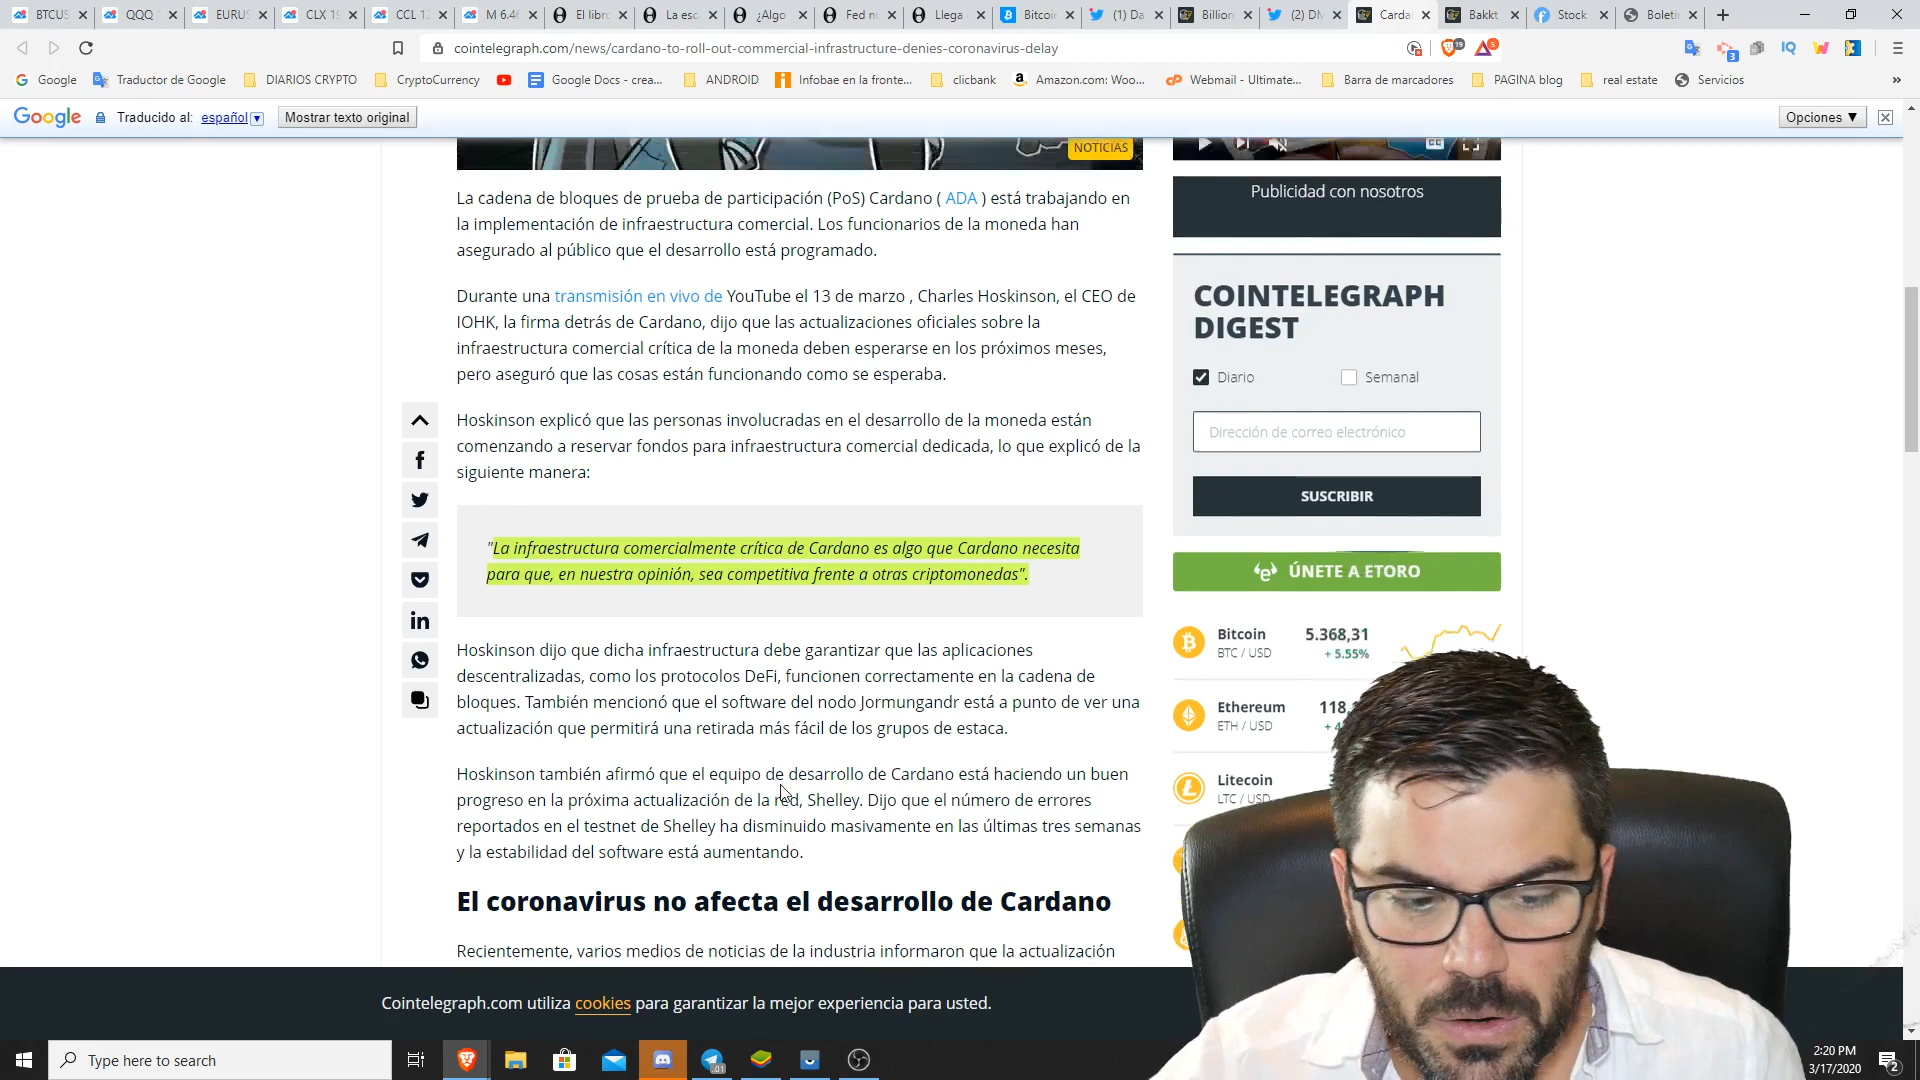 BTCUS
QQQ
EURUS
CLX 19
CCL 12
M 6.46
El libro
La esc
¿Algo
Fed n
Llega
Bitcoi
(1) Da
Billion
(2) DM
Carda
Bakkt
Stock
Boletí
cointelegraph.com/news/cardano-to-roll-out-commercial-infrastructure-denies-coronavirus-delay
19
5
IQ
3
Google
Traductor de Google
DIARIOS CRYPTO
CryptoCurrency
Google Docs - crea...
ANDROID
Infobae en la fronte...
clicbank
Amazon.com: Woo...
Webmail - Ultimate...
Barra de marcadores
PAGINA blog
real estate
Servicios
»
Google
Traducido al: español
Mostrar texto original
Opciones ▼
NOTICIAS
CC
La cadena de bloques de prueba de participación (PoS) Cardano ( ADA ) está trabajando en
la implementación de infraestructura comercial. Los funcionarios de la moneda han
asegurado al público que el desarrollo está programado.
Durante una transmisión en vivo de YouTube el 13 de marzo , Charles Hoskinson, el CEO de
IOHK, la firma detrás de Cardano, dijo que las actualizaciones oficiales sobre la
infraestructura comercial crítica de la moneda deben esperarse en los próximos meses,
pero aseguró que las cosas están funcionando como se esperaba.
Hoskinson explicó que las personas involucradas en el desarrollo de la moneda están
comenzando a reservar fondos para infraestructura comercial dedicada, lo que explicó de la
siguiente manera:
"La infraestructura comercialmente crítica de Cardano es algo que Cardano necesita
para que, en nuestra opinión, sea competitiva frente a otras criptomonedas".
Hoskinson dijo que dicha infraestructura debe garantizar que las aplicaciones
descentralizadas, como los protocolos DeFi, funcionen correctamente en la cadena de
bloques. También mencionó que el software del nodo Jormungandr está a punto de ver una
actualización que permitirá una retirada más fácil de los grupos de estaca.
Hoskinson también afirmó que el equipo de desarrollo de Cardano está haciendo un buen
progreso en la próxima actualización de la red, Shelley. Dijo que el número de errores
reportados en el testnet de Shelley ha disminuido masivamente en las últimas tres semanas
y la estabilidad del software está aumentando.
El coronavirus no afecta el desarrollo de Cardano
Recientemente, varios medios de noticias de la industria informaron que la actualización
Publicidad con nosotros
COINTELEGRAPH
DIGEST
Diario
Semanal
Dirección de correo electrónico
SUSCRIBIR
ÚNETE A ETORO
Bitcoin 5.368,31
BTC / USD + 5.55%
Ethereum 118,
ETH / USD + 4
Litecoin
LTC / USD
Cointelegraph.com utiliza cookies para garantizar la mejor experiencia para usted.
Type here to search
2:20 PM
3/17/2020
2